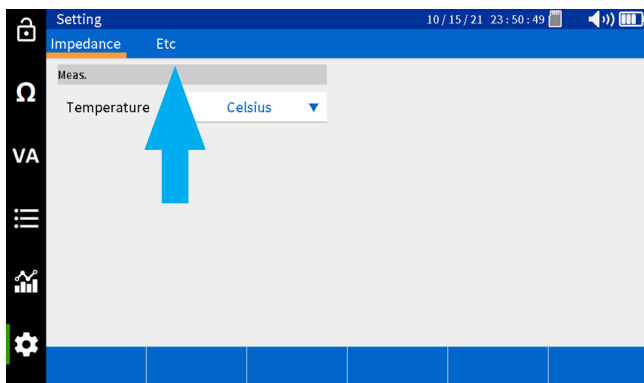 Setting 10/15/21 23:50:49
Impedance Etc
Meas.
Ω
Temperature Celsius
VA